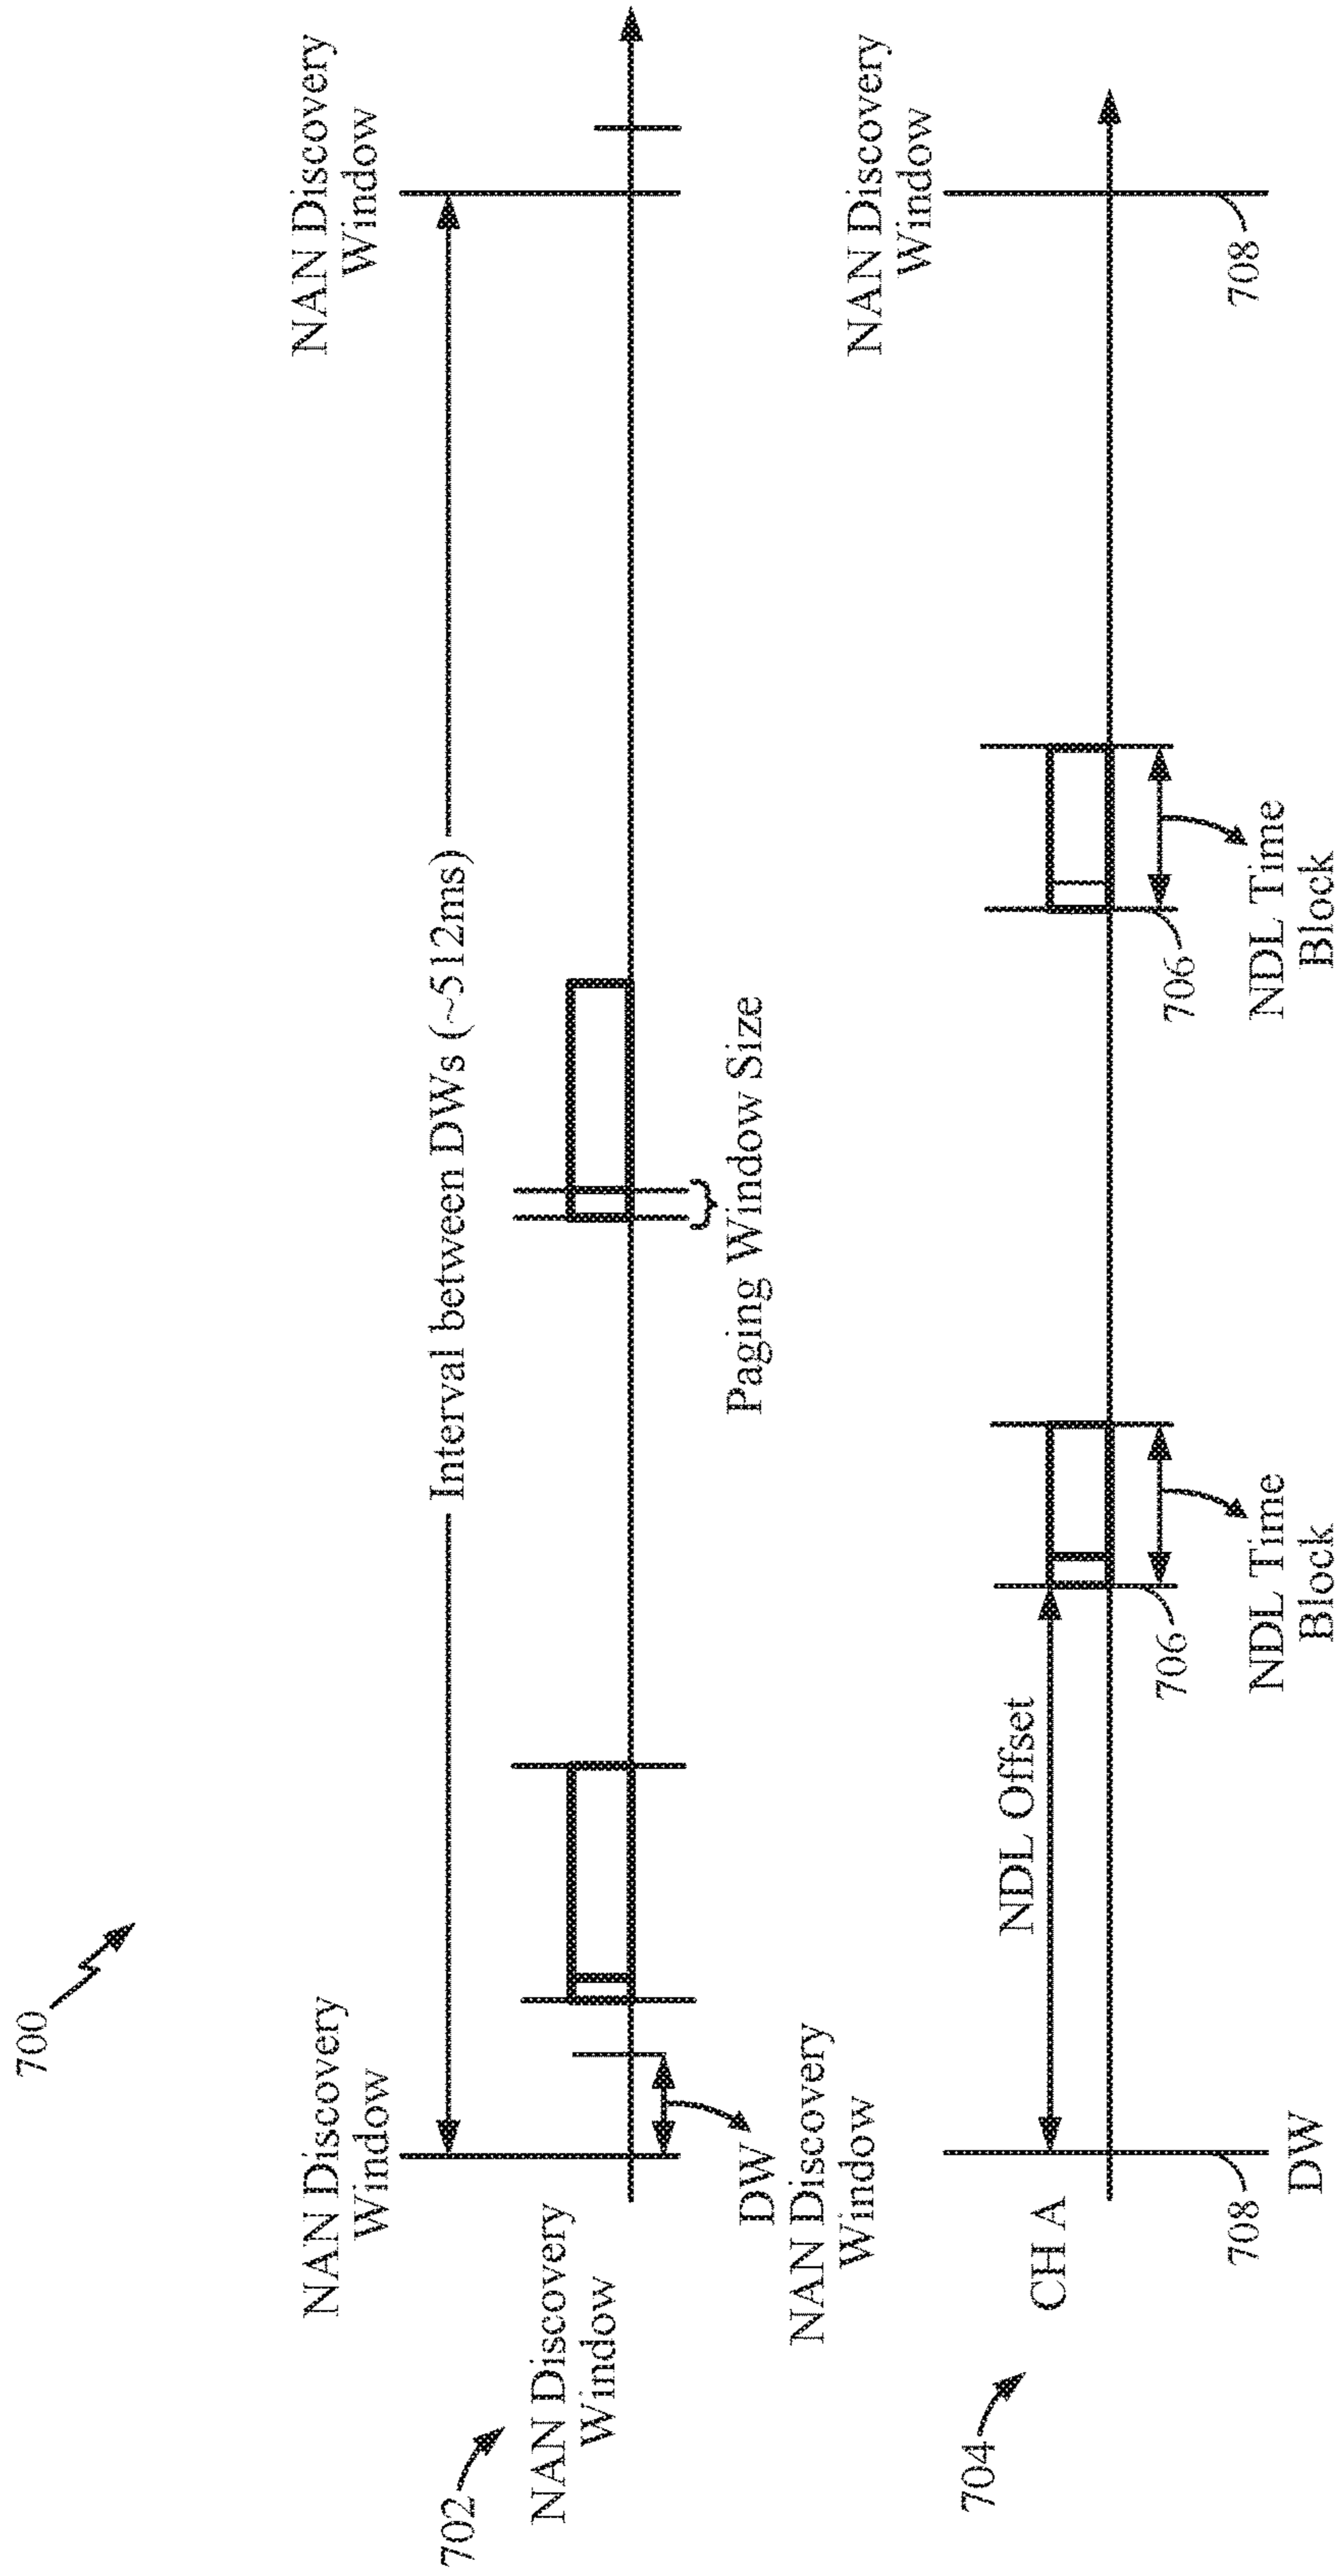 700
NAN Discovery
Window
NAN Discovery
Window
Interval between DWs (~512ms)
702
NAN Discovery
Window
DW
NAN Discovery
Window
Paging Window Size
704
CH A
NDL Offset
NAN Discovery
Window
708
DW
706
NDL Time
Block
706
NDL Time
Block
708